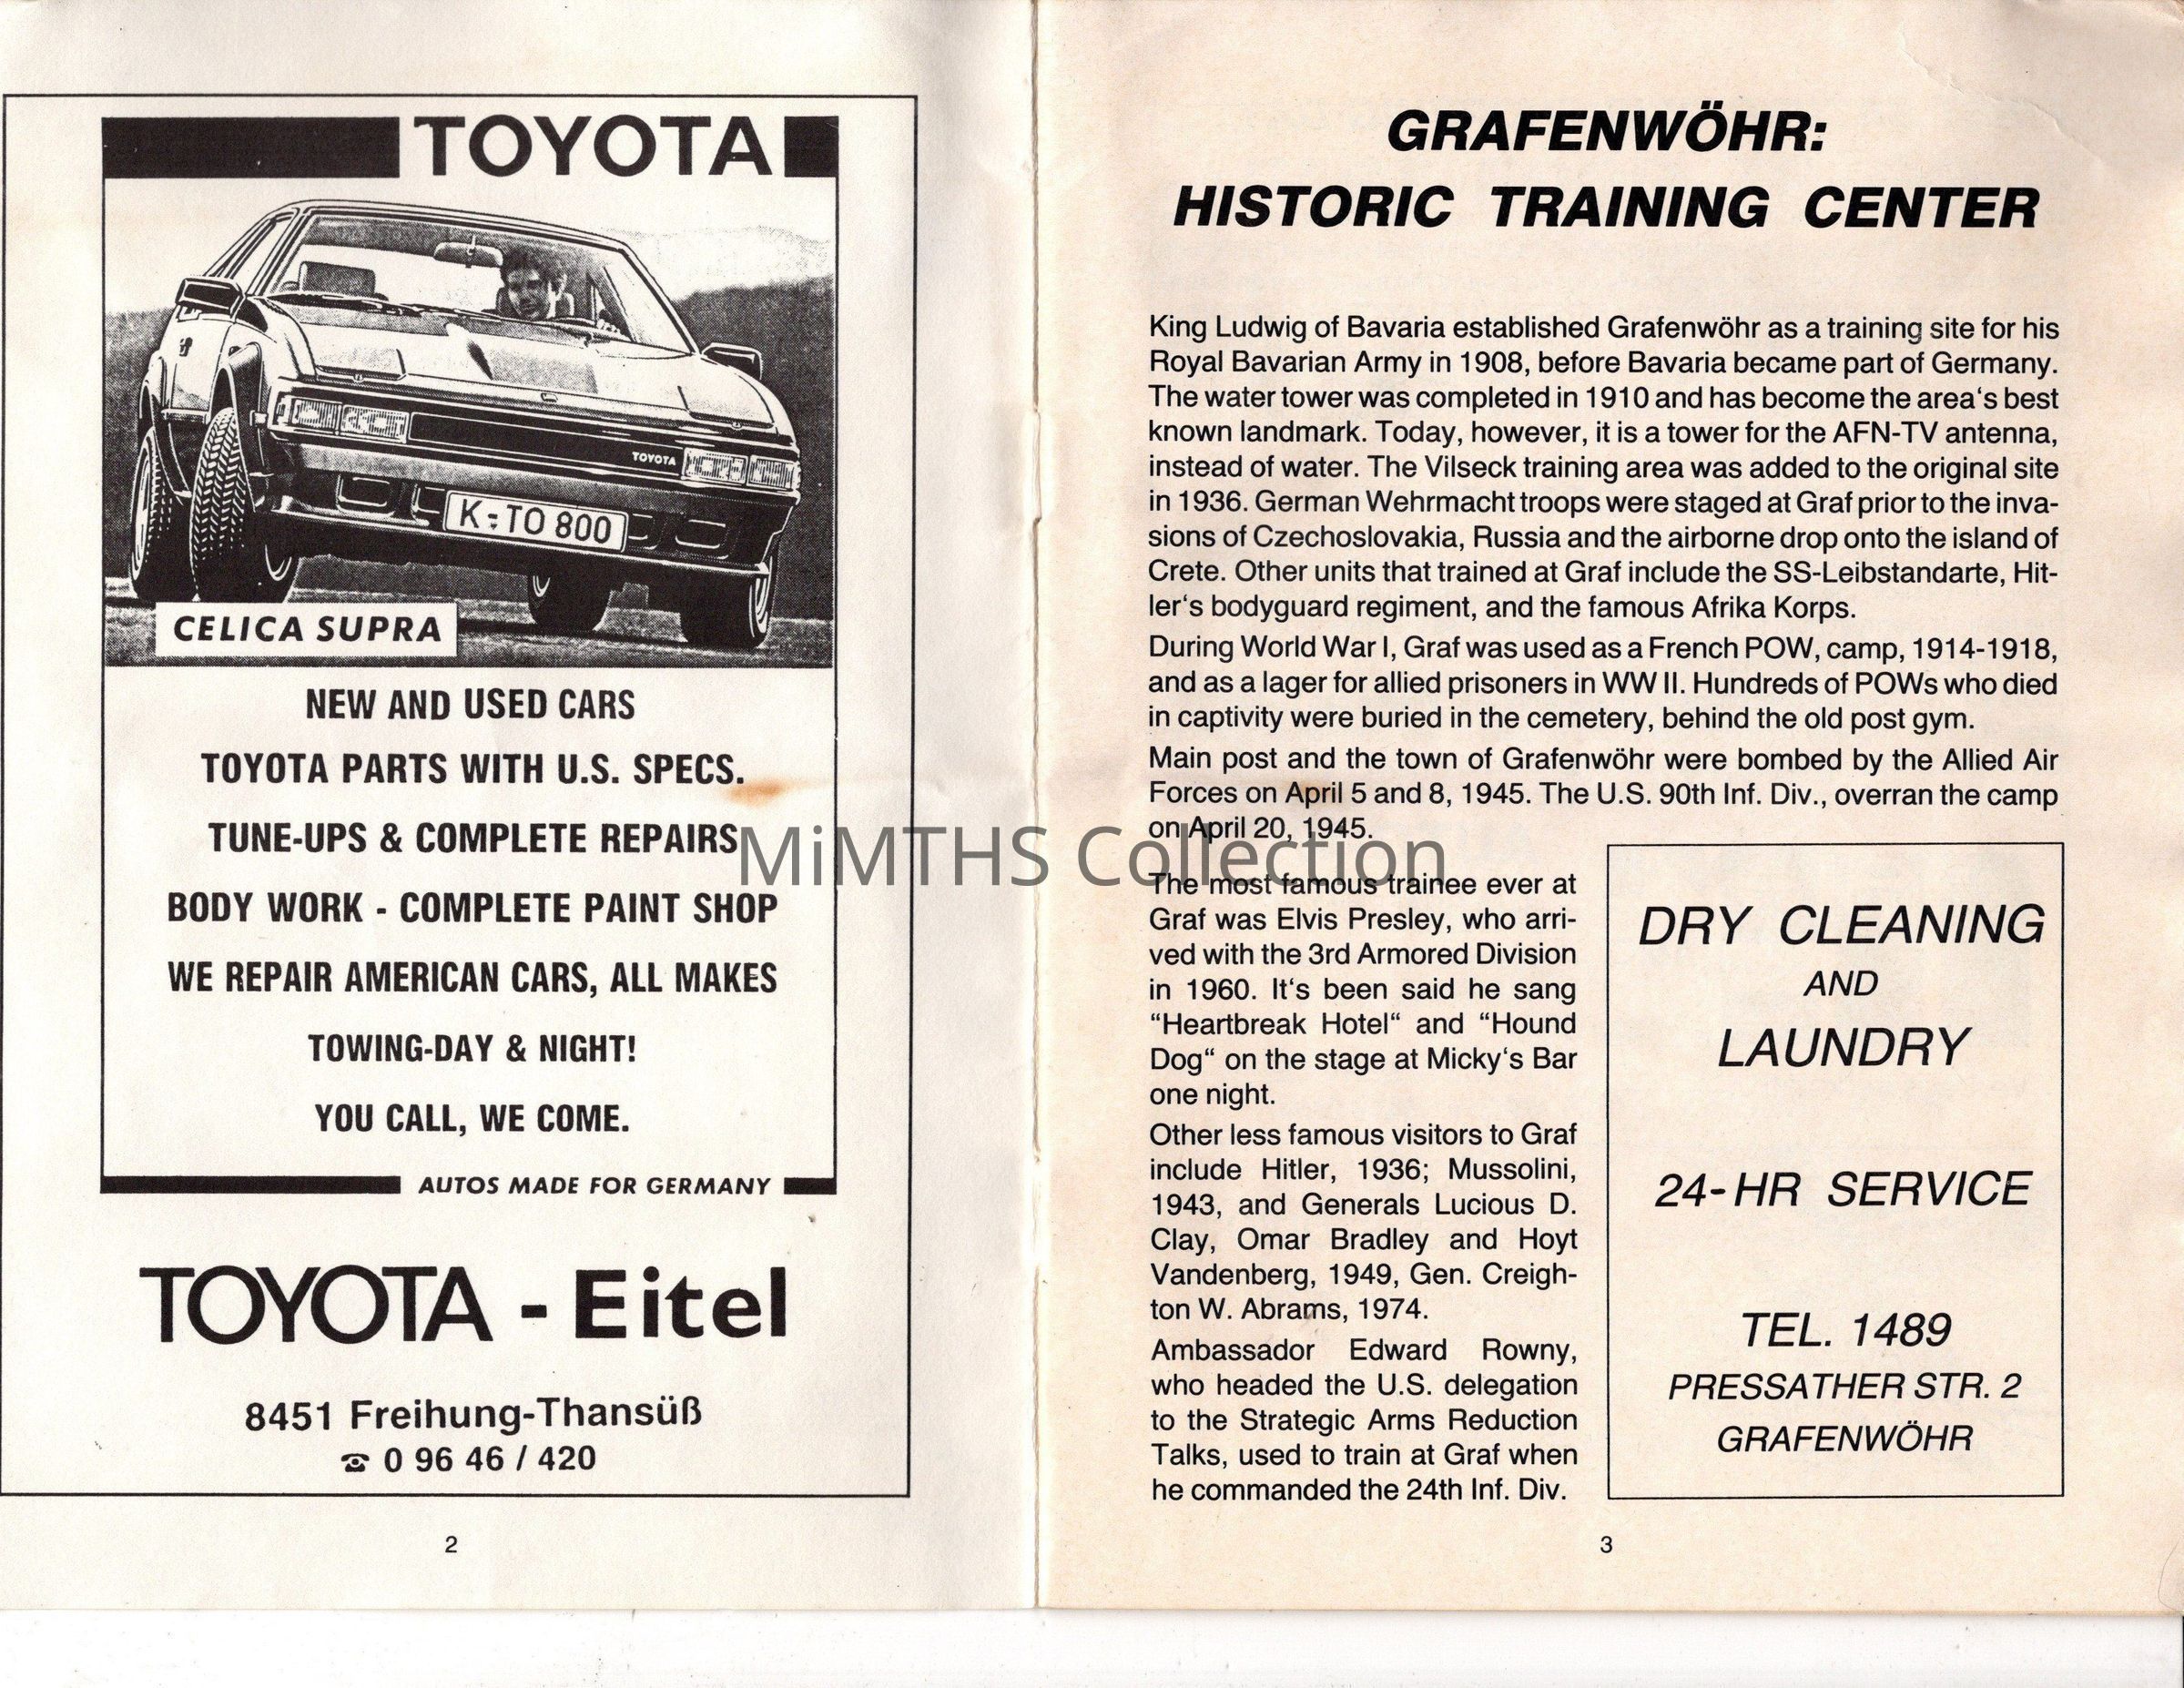 TOYOTA
TOYOTA
K-TO 800
CELICA SUPRA
NEW AND USED CARS
TOYOTA PARTS WITH U.S. SPECS.
TUNE-UPS & COMPLETE REPAIRS
BODY WORK - COMPLETE PAINT SHOP
WE REPAIR AMERICAN CARS, ALL MAKES
TOWING-DAY & NIGHT!
YOU CALL, WE COME.
AUTOS MADE FOR GERMANY
TOYOTA - Eitel
8451 Freihung-Thansüß
☎ 0 96 46 / 420
2
GRAFENWÖHR:
HISTORIC TRAINING CENTER
King Ludwig of Bavaria established Grafenwöhr as a training site for his
Royal Bavarian Army in 1908, before Bavaria became part of Germany.
The water tower was completed in 1910 and has become the area‘s best
known landmark. Today, however, it is a tower for the AFN-TV antenna,
instead of water. The Vilseck training area was added to the original site
in 1936. German Wehrmacht troops were staged at Graf prior to the inva-
sions of Czechoslovakia, Russia and the airborne drop onto the island of
Crete. Other units that trained at Graf include the SS-Leibstandarte, Hit-
ler‘s bodyguard regiment, and the famous Afrika Korps.
During World War I, Graf was used as a French POW, camp, 1914-1918,
and as a lager for allied prisoners in WW II. Hundreds of POWs who died
in captivity were buried in the cemetery, behind the old post gym.
Main post and the town of Grafenwöhr were bombed by the Allied Air
Forces on April 5 and 8, 1945. The U.S. 90th Inf. Div., overran the camp
on April 20, 1945.
The most famous trainee ever at
Graf was Elvis Presley, who arri-
ved with the 3rd Armored Division
in 1960. It‘s been said he sang
“Heartbreak Hotel“ and “Hound
Dog“ on the stage at Micky‘s Bar
one night.
Other less famous visitors to Graf
include Hitler, 1936; Mussolini,
1943, and Generals Lucious D.
Clay, Omar Bradley and Hoyt
Vandenberg, 1949, Gen. Creigh-
ton W. Abrams, 1974.
Ambassador Edward Rowny,
who headed the U.S. delegation
to the Strategic Arms Reduction
Talks, used to train at Graf when
he commanded the 24th Inf. Div.
DRY CLEANING
AND
LAUNDRY
24-HR SERVICE
TEL. 1489
PRESSATHER STR. 2
GRAFENWÖHR
3
MiMTHS Collection